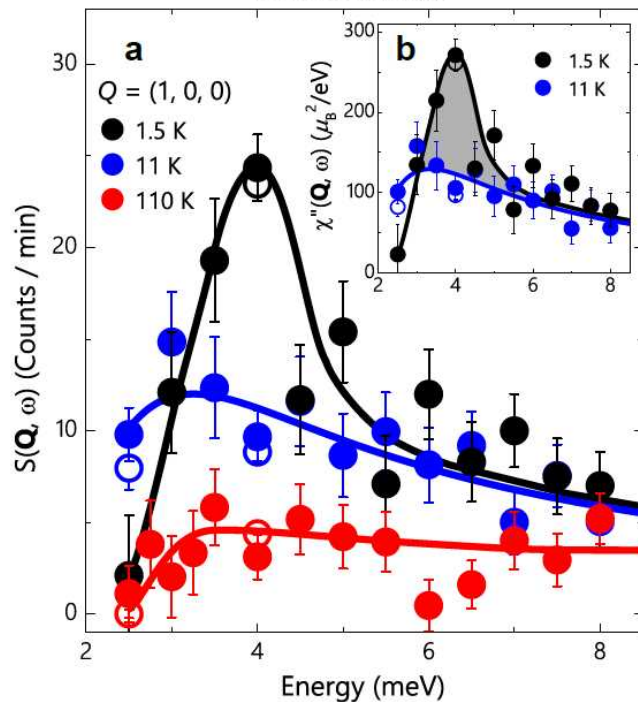 a
Q = (1, 0, 0)
1.5 K
11 K
110 K
S(Q, ω) (Counts / min)
30
20
10
0
2
4
6
8
Energy (meV)
b
1.5 K
11 K
χ"(Q, ω) (μB²/eV)
300
200
100
0
2
4
6
8